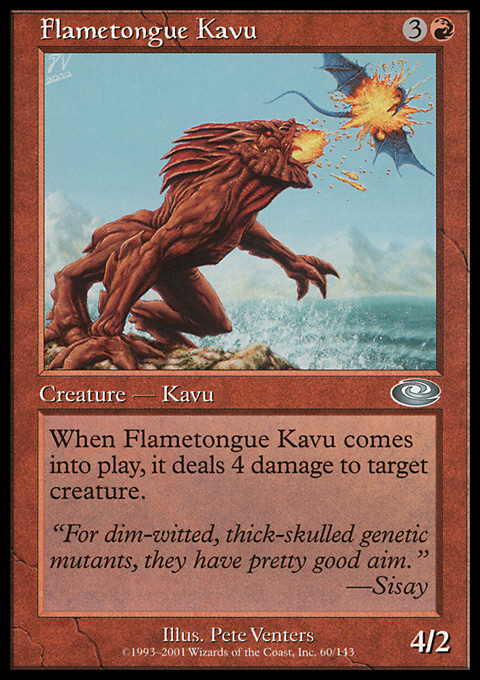 Flametongue Kavu 3
JV
2000
Creature — Kavu
When Flametongue Kavu comes
into play, it deals 4 damage to target
creature.
“For dim-witted, thick-skulled genetic
mutants, they have pretty good aim.”
—Sisay
Illus. Pete Venters
©1993–2001 Wizards of the Coast, Inc. 60/143
4/2